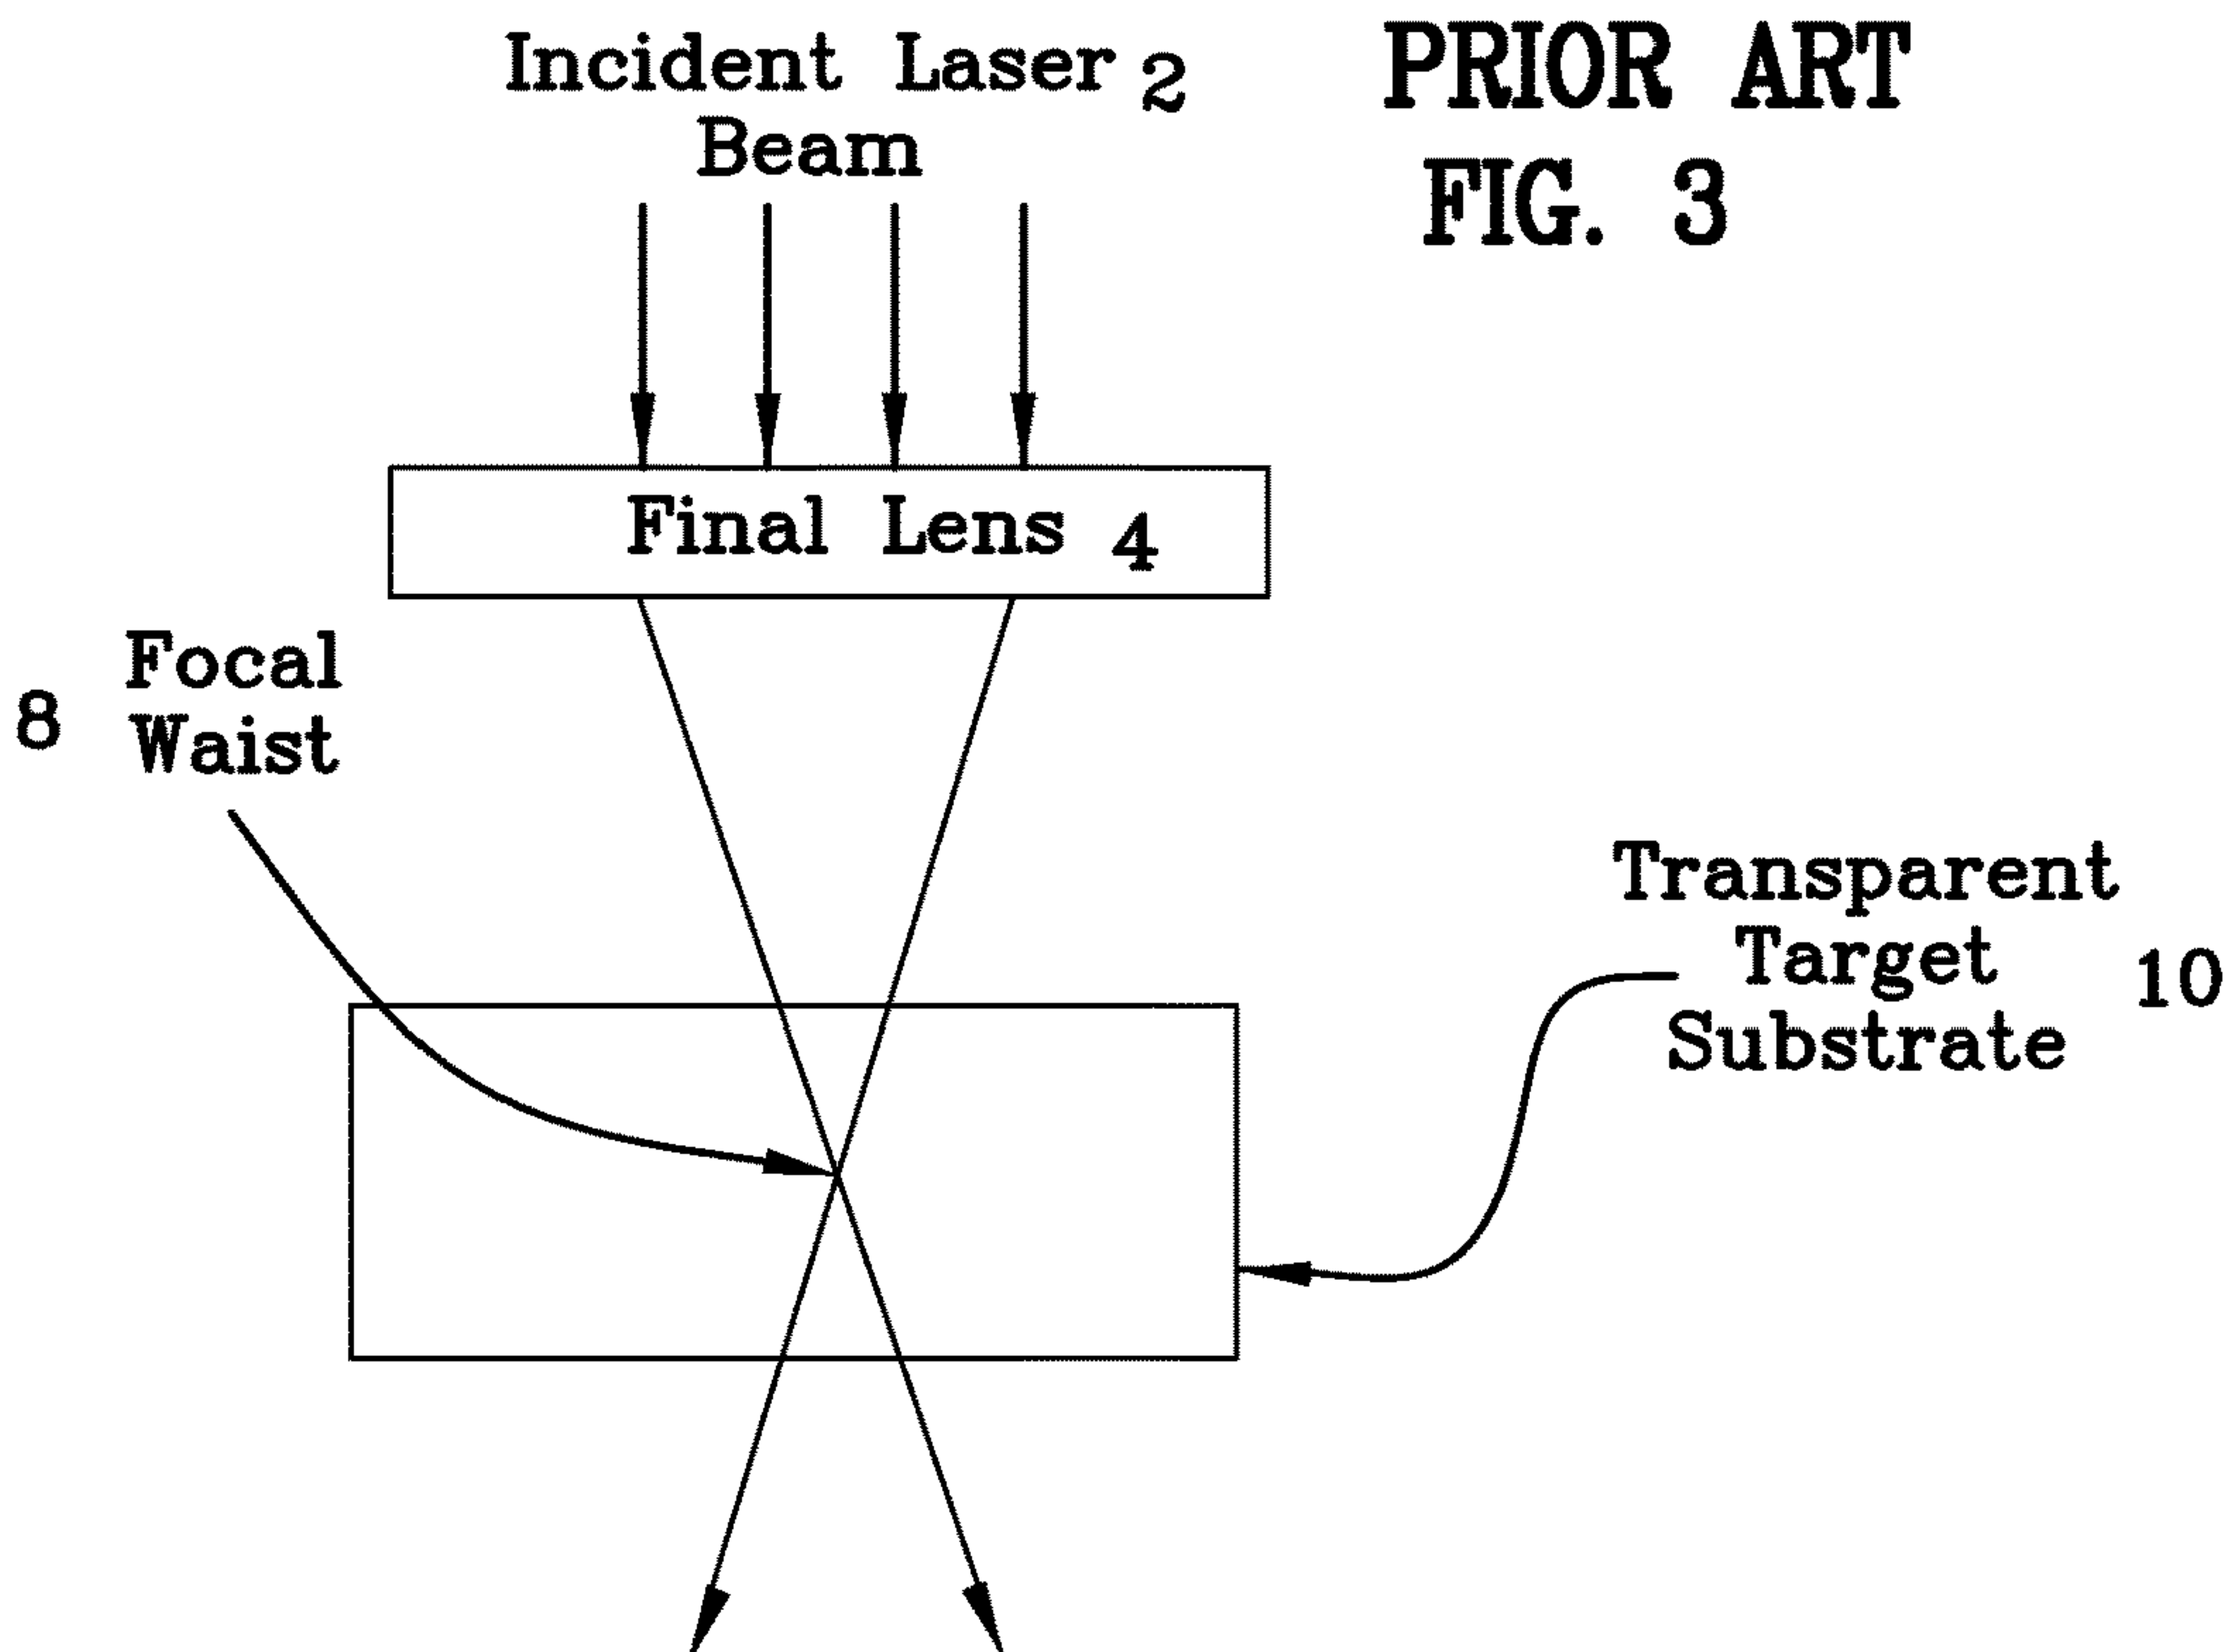 Incident Laser 2
Beam
PRIOR ART
FIG. 3
Final Lens 4
8
Focal
Waist
Transparent
Target
Substrate
10